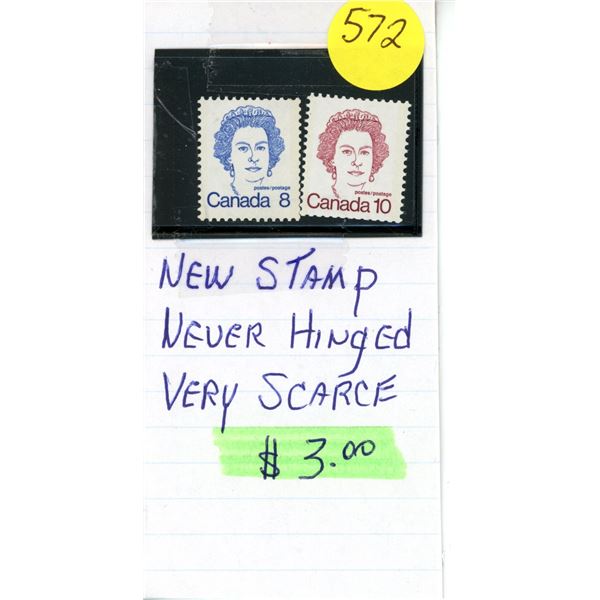 572
postes/postage
Canada 8
postes/postage
Canada 10
NEW STAMP
NEVER HINGED
VERY SCARCE
$ 3.00